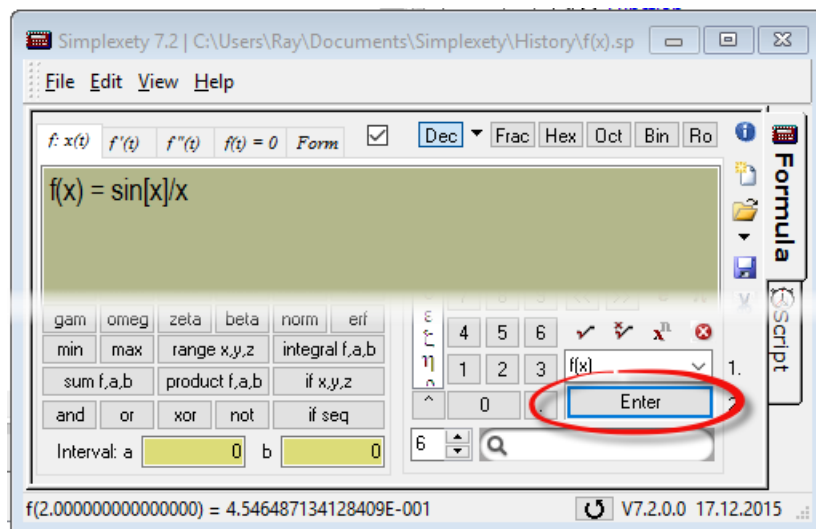 Simplexety 7.2 | C:\Users\Ray\Documents\Simplexety\History\f(x).sp
File Edit View Help
f: x(t) f'(t) f''(t) f(t) = 0 Form Dec Frac Hex Oct Bin Ro
f(x) = sin[x]/x
Formula
Script
gam omeg zeta beta norm erf
min max range x,y,z integral f,a,b
sum f,a,b product f,a,b if x,y,z
and or xor not if seq
Interval: a 0 b 0
ε
ζ 4 5 6 xⁿ
η 1 2 3 f(x) 1.
^ 0 . Enter
6
f(2.000000000000000) = 4.546487134128409E-001 V7.2.0.0 17.12.2015